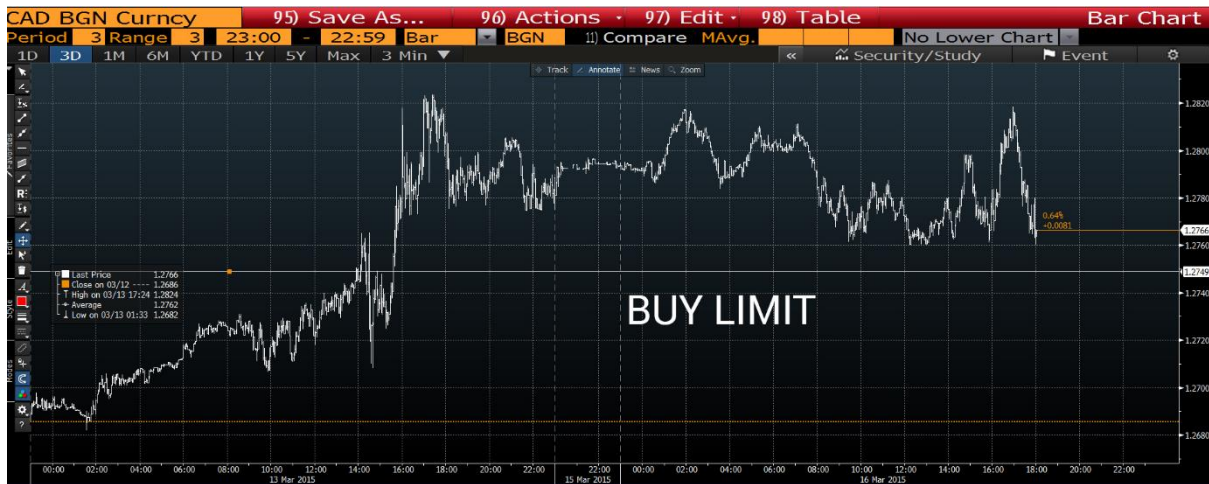 CAD BGN Curncy 95) Save As... 96) Actions 97) Edit 98) Table Bar Chart
Period 3 Range 3 23:00 - 22:59 Bar BGN 11) Compare MAvg. No Lower Chart
1D 3D 1M 6M YTD 1Y 5Y Max 3 Min ▼ « Security/Study Event
Track Annotate News Zoom
Favorites
Edit
Style
Modes
R
?
1.2820
1.2800
1.2780
0.64%
+0.0081
1.2766
1.2760
1.2749
Last Price 1.2766
Close on 03/12 ---- 1.2686
High on 03/13 17:24 1.2824
Average 1.2762
Low on 03/13 01:33 1.2682
BUY LIMIT
1.2740
1.2720
1.2700
1.2680
00:00 02:00 04:00 06:00 08:00 10:00 12:00 14:00 16:00 18:00 20:00 22:00 22:00 00:00 02:00 04:00 06:00 08:00 10:00 12:00 14:00 16:00 18:00 20:00 22:00
13 Mar 2015 15 Mar 2015 16 Mar 2015